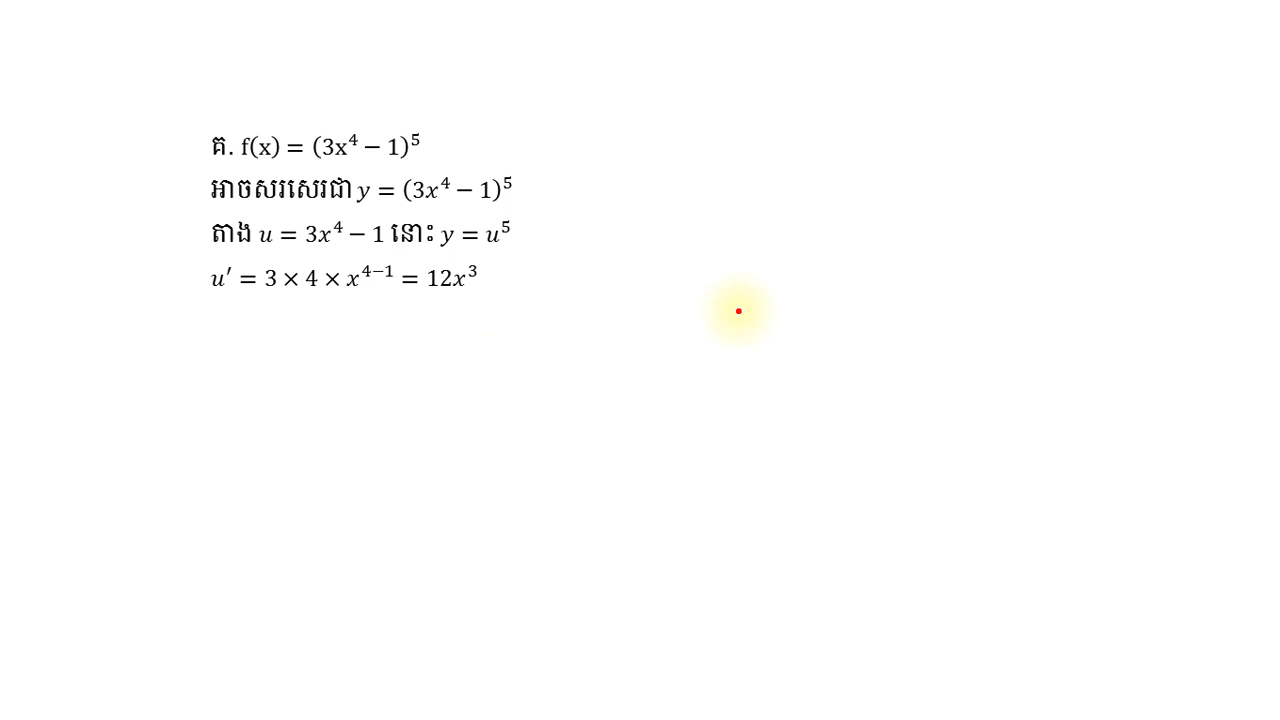 គ. f(x) = (3x⁴ − 1)⁵
អាចសរសេរជា y = (3x⁴ − 1)⁵
តាង u = 3x⁴ − 1 នោះ y = u⁵
u′ = 3 × 4 × x⁴⁻¹ = 12x³